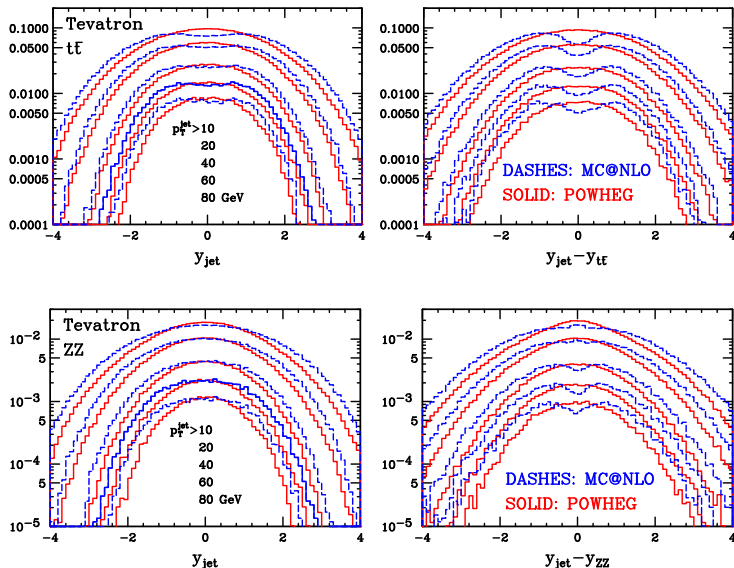 Tevatron
tt̄
0.1000
0.0500
0.0100
0.0050
0.0010
0.0005
0.0001
p_T^jet>10
20
40
60
80 GeV
-4 -2 0 2 4
y_jet
0.1000
0.0500
0.0100
0.0050
0.0010
0.0005
0.0001
DASHES: MC@NLO
SOLID: POWHEG
-4 -2 0 2 4
y_jet-y_tt̄
Tevatron
ZZ
10^-2
5
10^-3
5
10^-4
5
10^-5
p_T^jet>10
20
40
60
80 GeV
-4 -2 0 2 4
y_jet
10^-2
5
10^-3
5
10^-4
5
10^-5
DASHES: MC@NLO
SOLID: POWHEG
-4 -2 0 2 4
y_jet-y_ZZ